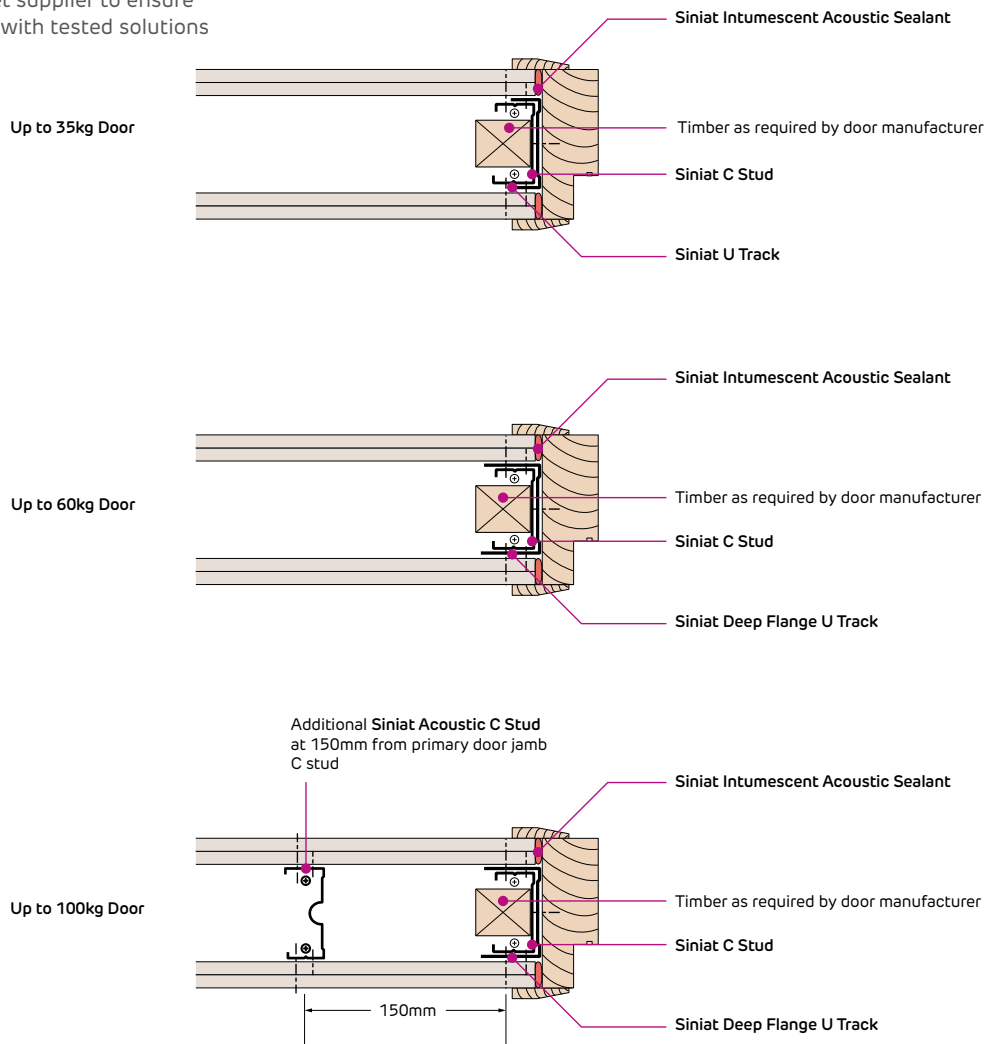 supplier to ensure
with tested solutions
Siniat Intumescent Acoustic Sealant
Up to 35kg Door
Timber as required by door manufacturer
Siniat C Stud
Siniat U Track
Siniat Intumescent Acoustic Sealant
Up to 60kg Door
Timber as required by door manufacturer
Siniat C Stud
Siniat Deep Flange U Track
Additional Siniat Acoustic C Stud
at 150mm from primary door jamb
C stud
Siniat Intumescent Acoustic Sealant
Up to 100kg Door
Timber as required by door manufacturer
Siniat C Stud
150mm
Siniat Deep Flange U Track